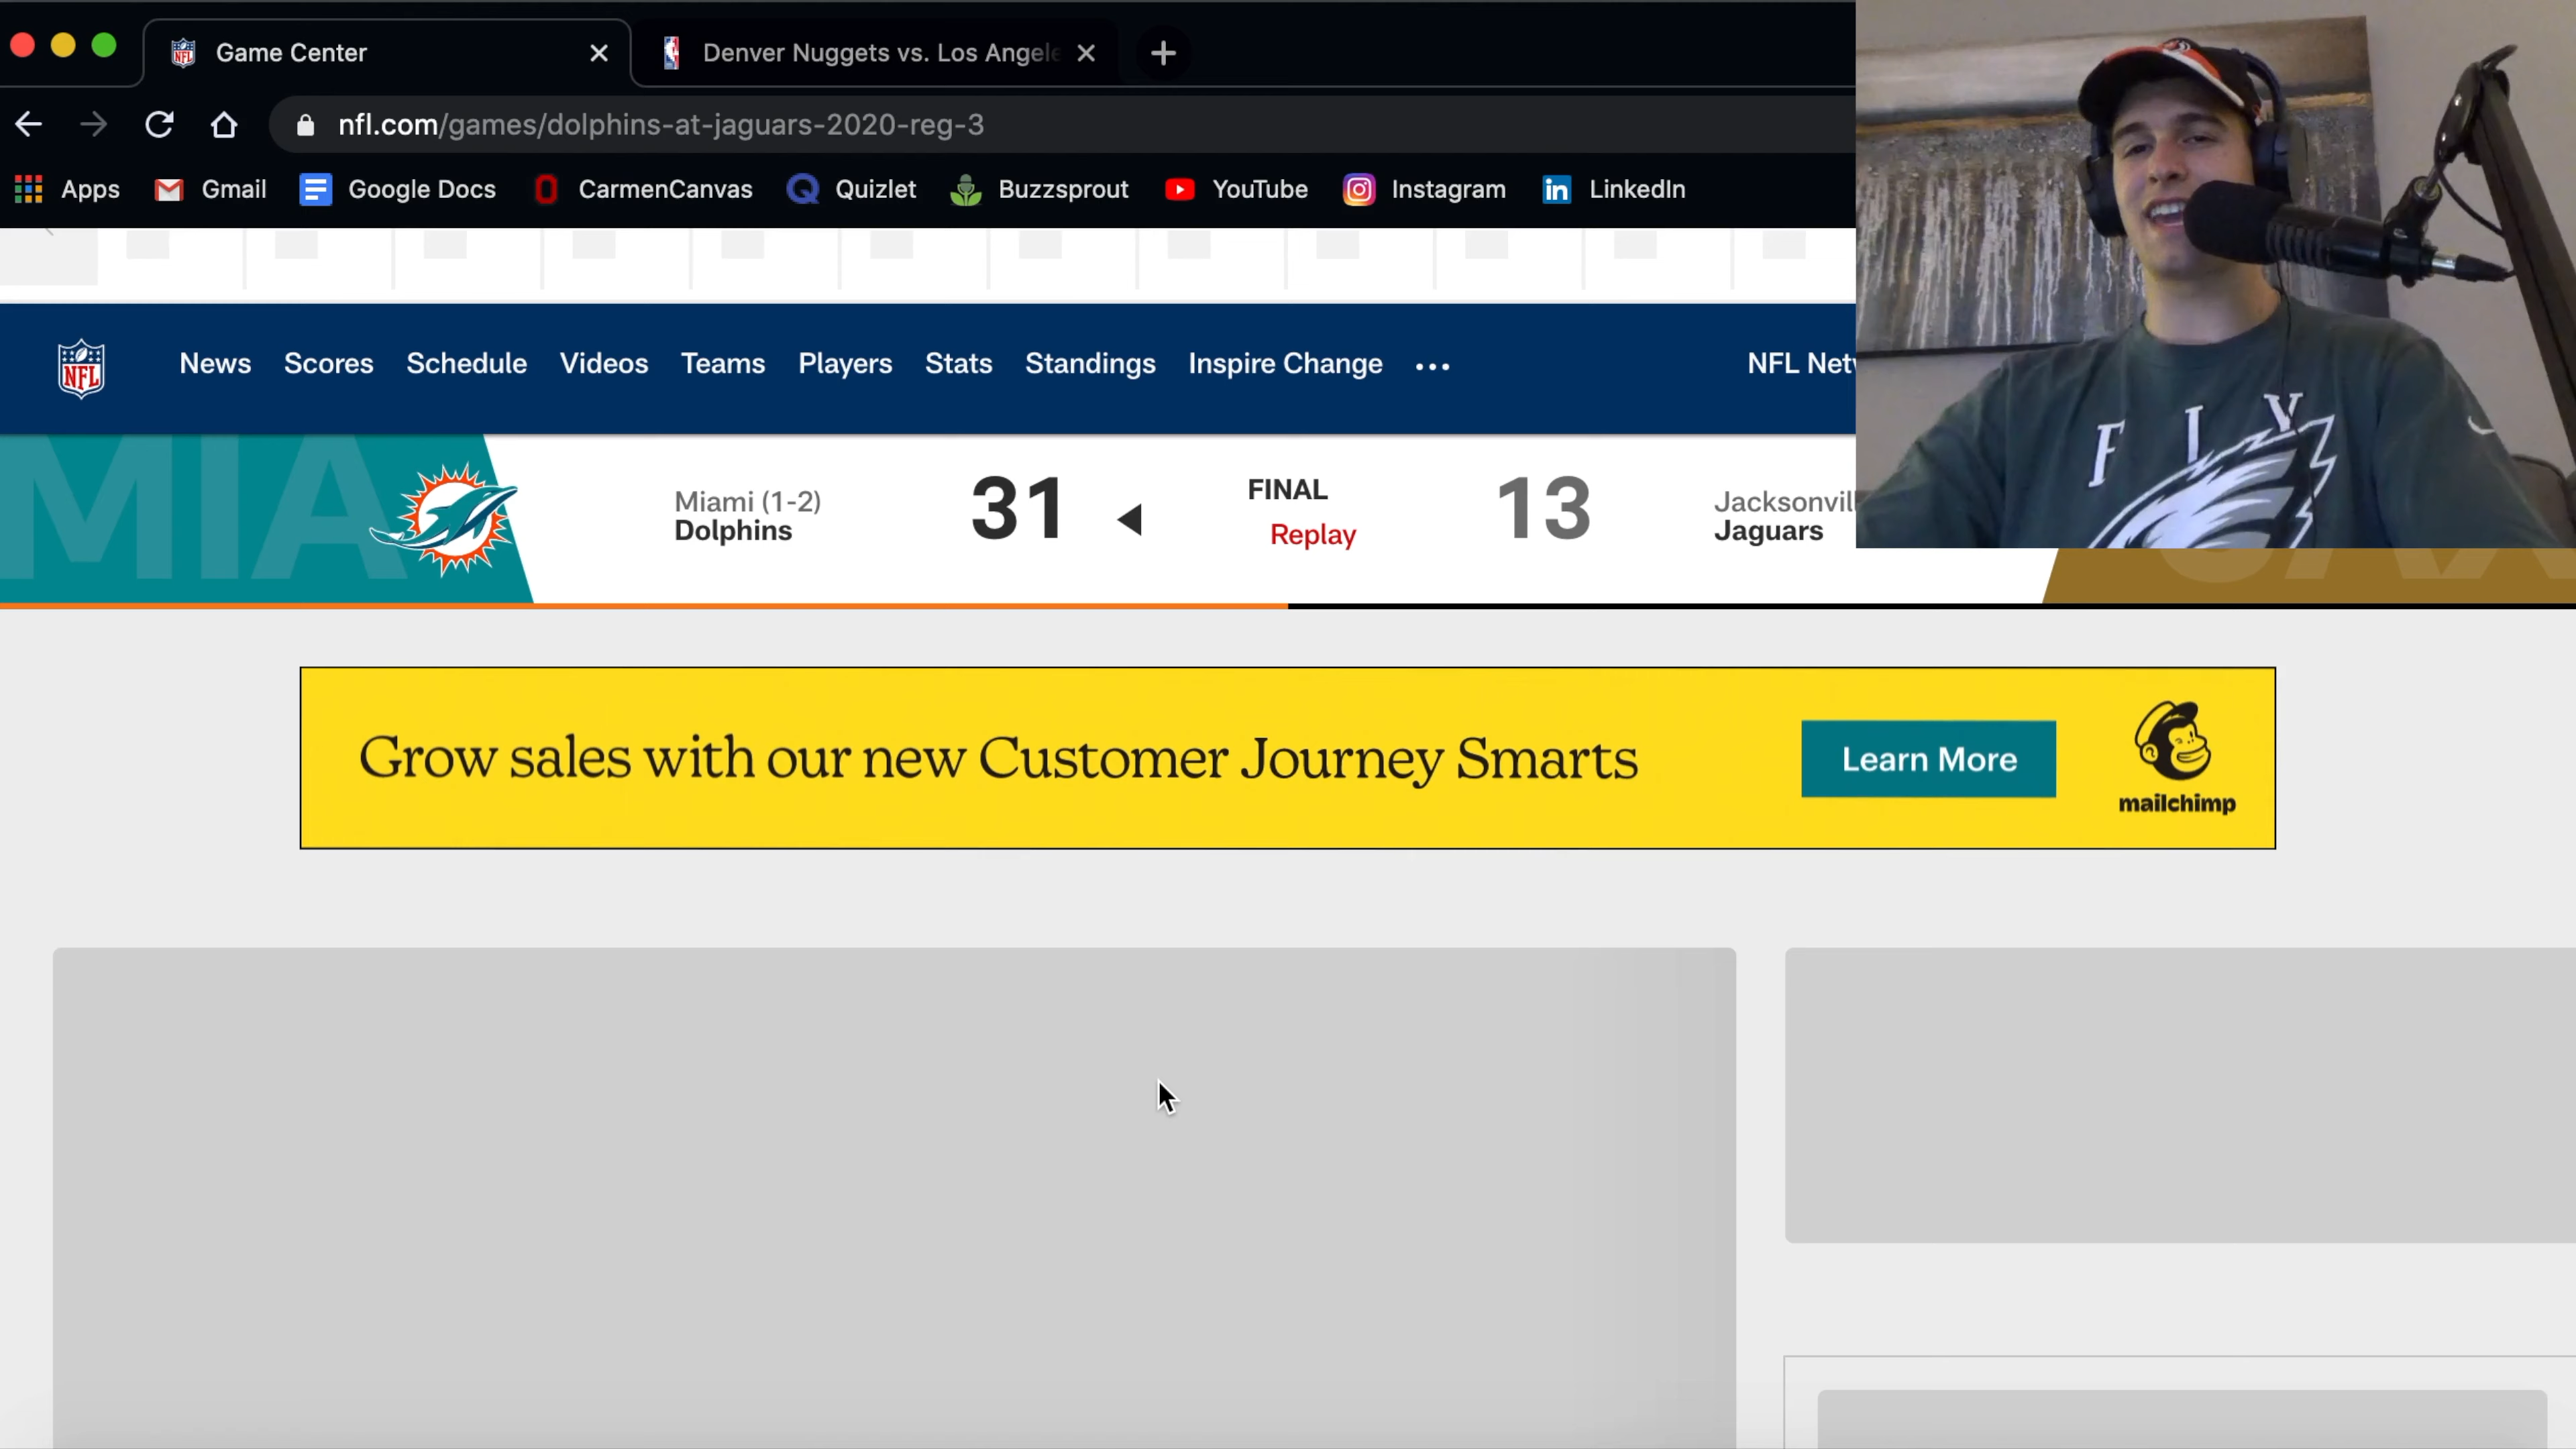 Game Center
Denver Nuggets vs. Los Angele
nfl.com/games/dolphins-at-jaguars-2020-reg-3
Apps Gmail Google Docs CarmenCanvas Quizlet Buzzsprout YouTube Instagram LinkedIn
NFL News Scores Schedule Videos Teams Players Stats Standings Inspire Change ••• NFL Net
MIA
Miami (1-2)
Dolphins
31
FINAL
Replay
13
Jacksonvil
Jaguars
FLY
Grow sales with our new Customer Journey Smarts
Learn More
mailchimp